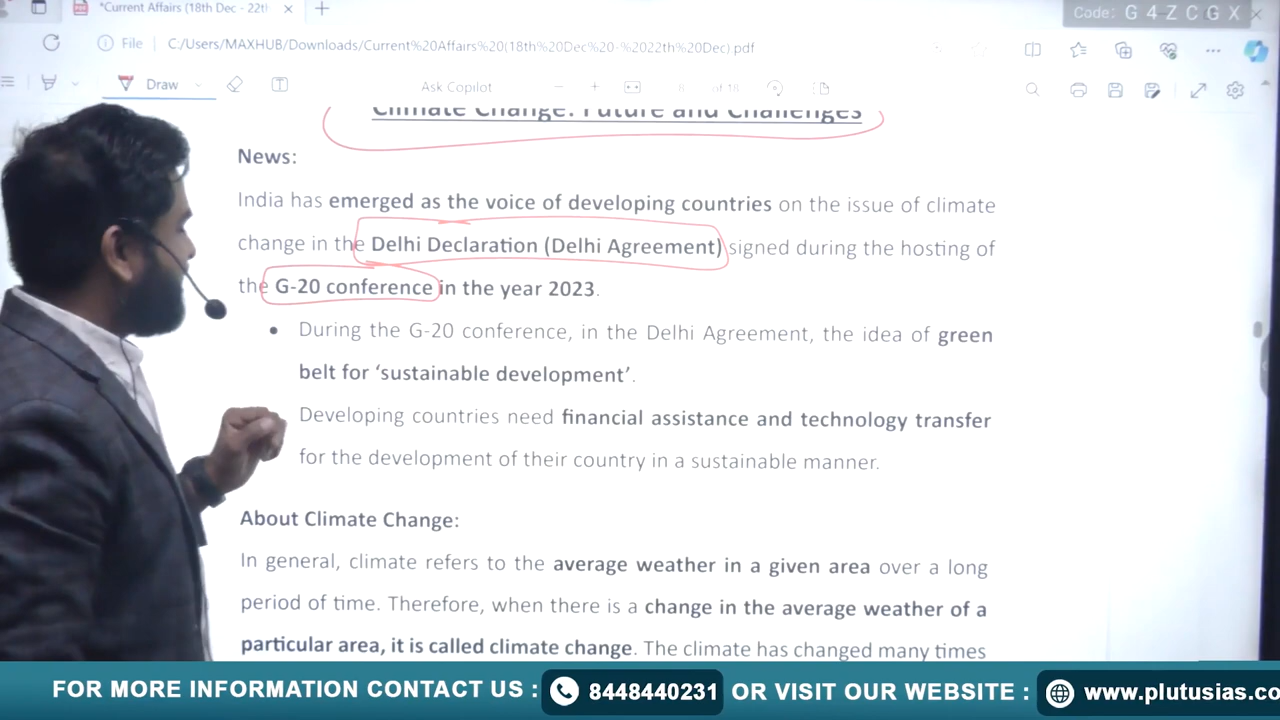 *Current Affairs (18th Dec - 22th
Code: G 4 Z C G X
File C:/Users/MAXHUB/Downloads/Current%20Affairs%20(18th%20Dec%20-%2022th%20Dec).pdf
Draw
Ask Copilot
8 of 18
Climate Change: Future and Challenges
News:
India has emerged as the voice of developing countries on the issue of climate
change in the Delhi Declaration (Delhi Agreement) signed during the hosting of
the G-20 conference in the year 2023.
• During the G-20 conference, in the Delhi Agreement, the idea of green
belt for ‘sustainable development’.
Developing countries need financial assistance and technology transfer
for the development of their country in a sustainable manner.
About Climate Change:
In general, climate refers to the average weather in a given area over a long
period of time. Therefore, when there is a change in the average weather of a
particular area, it is called climate change. The climate has changed many times
FOR MORE INFORMATION CONTACT US : 8448440231 OR VISIT OUR WEBSITE : www.plutusias.co